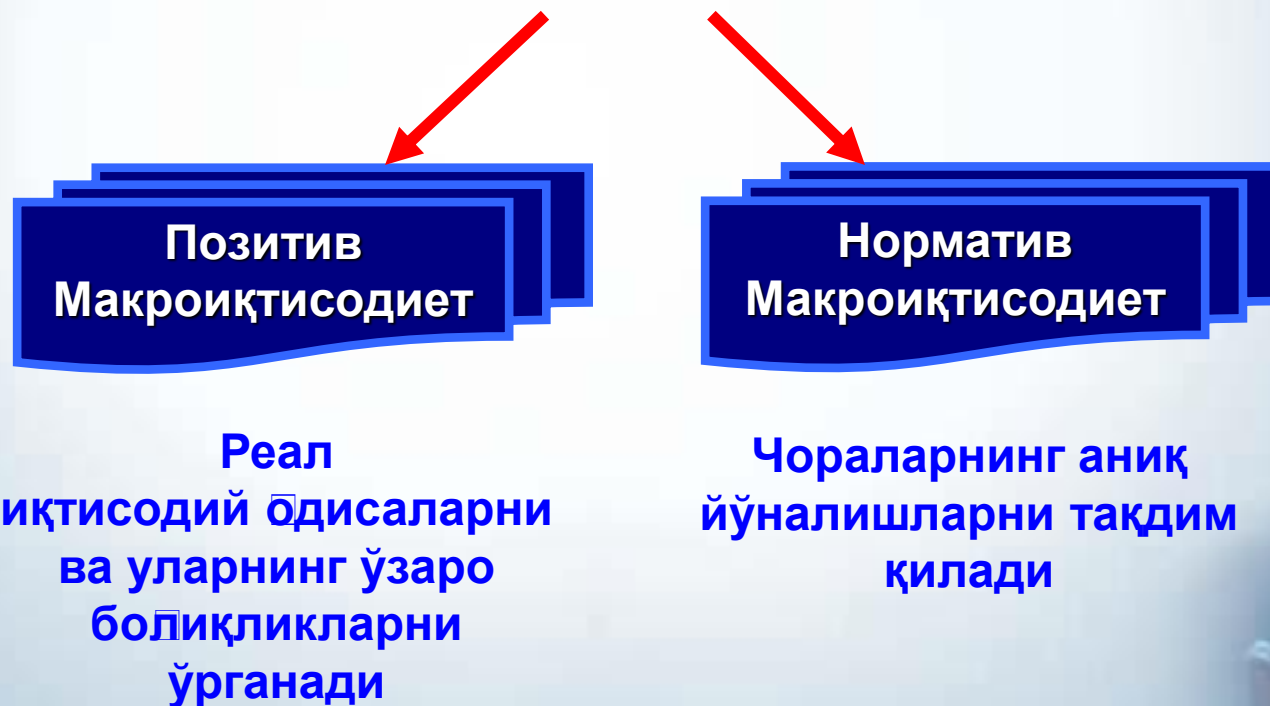 Позитив
Макроиқтисодиет
Норматив
Макроиқтисодиет
Реал
иқтисодий
ва уларнинг ўзаро
ўрганади
Чораларнинг аниқ
йўналишларни тақдим
қилади